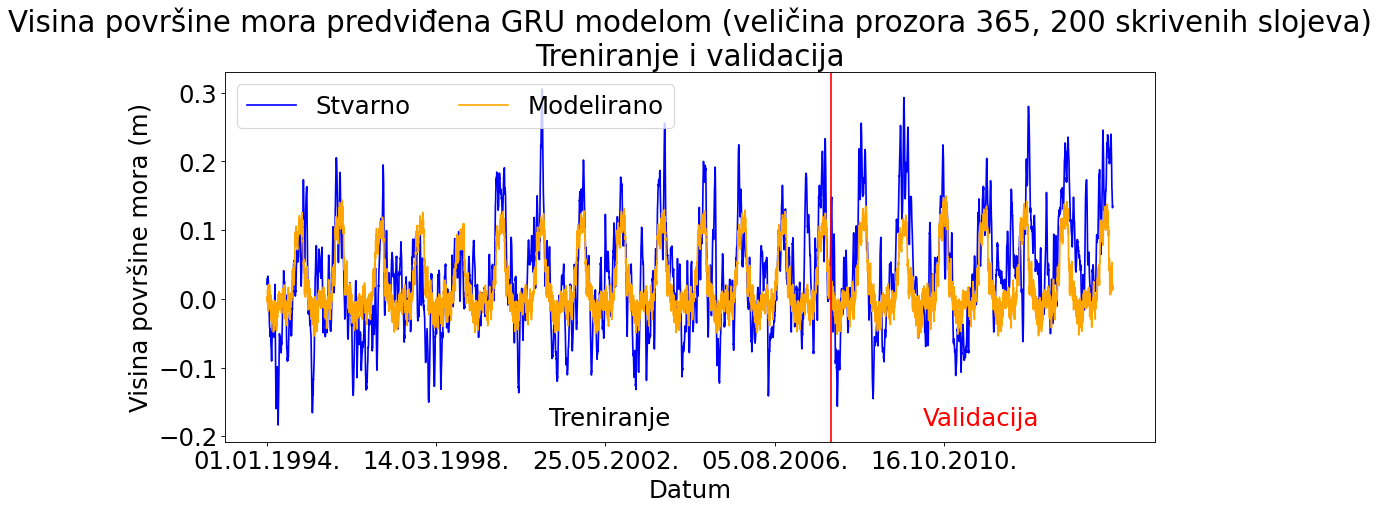 Visina površine mora predviđena GRU modelom (veličina prozora 365, 200 skrivenih slojeva)
Treniranje i validacija
Stvarno
Modelirano
Visina površine mora (m)
0.3
0.2
0.1
0.0
−0.1
−0.2
Treniranje
Validacija
01.01.1994.
14.03.1998.
25.05.2002.
05.08.2006.
16.10.2010.
Datum